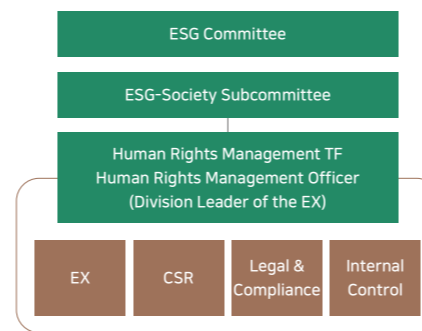 ESG Committee
ESG-Society Subcommittee
Human Rights Management TF
Human Rights Management Officer
(Division Leader of the EX)
EX
CSR
Legal &
Compliance
Internal
Control